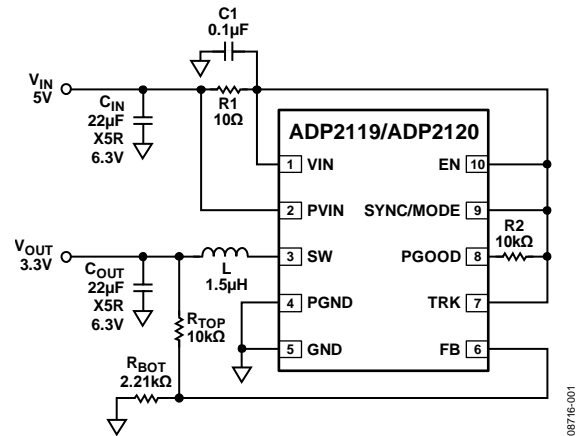 C1
0.1µF
VIN
5V
CIN
22µF
X5R
6.3V
R1
10Ω
ADP2119/ADP2120
1 VIN
EN 10
2 PVIN
SYNC/MODE 9
R2
10kΩ
VOUT
3.3V
COUT
22µF
X5R
6.3V
L
1.5µH
3 SW
PGOOD 8
4 PGND
TRK 7
RTOP
10kΩ
5 GND
FB 6
RBOT
2.21kΩ
08716-001